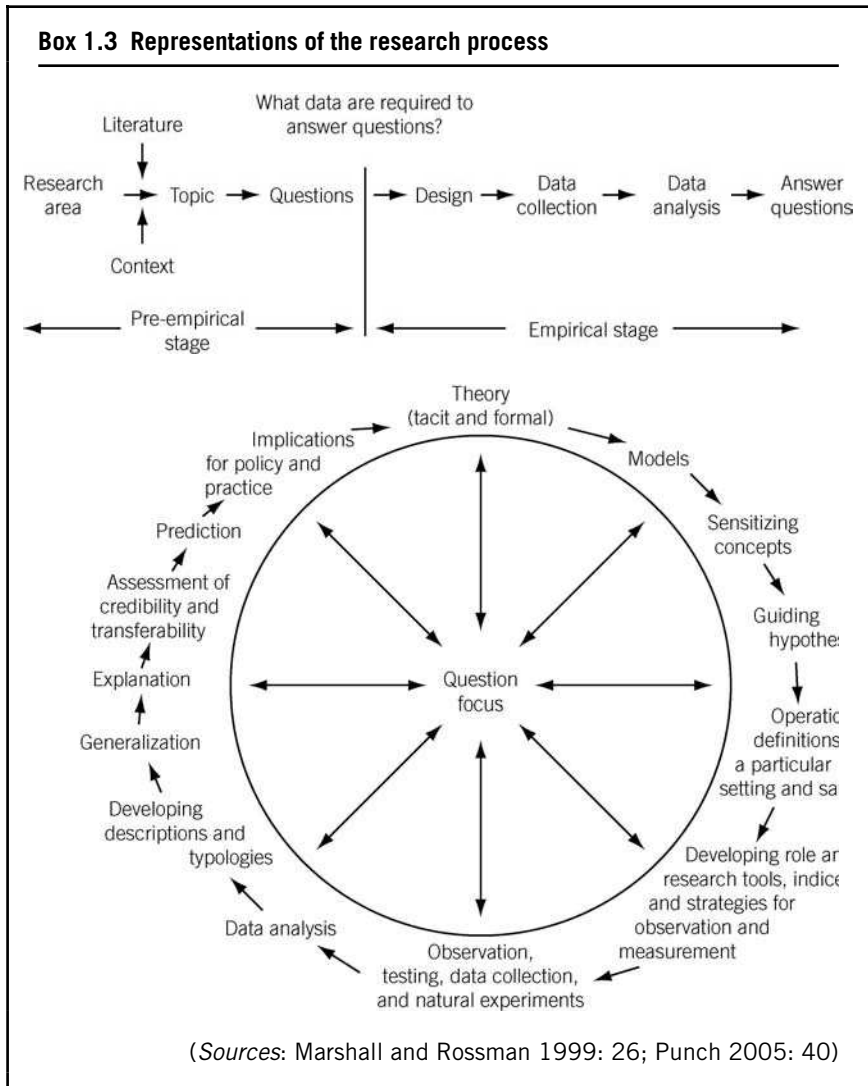 Box 1.3 Representations of the research process
What data are required to
answer questions?
Literature
Research
area
Topic
Questions
Design
Data
collection
Data
analysis
Answer
questions
Context
Pre-empirical
stage
Empirical stage
Theory
(tacit and formal)
Models
Sensitizing
concepts
Guiding
Question
focus
definitions
a particular
setting and
Developing role
research tools,
and strategies for
observation and
measurement
Observation,
testing, data collection,
and natural experiments
Data analysis
Developing
descriptions and
typologies
Generalization
Explanation
Assessment of
credibility and
transferability
Prediction
Implications
for policy and
practice
(Sources: Marshall and Rossman 1999: 26; Punch 2005: 40)